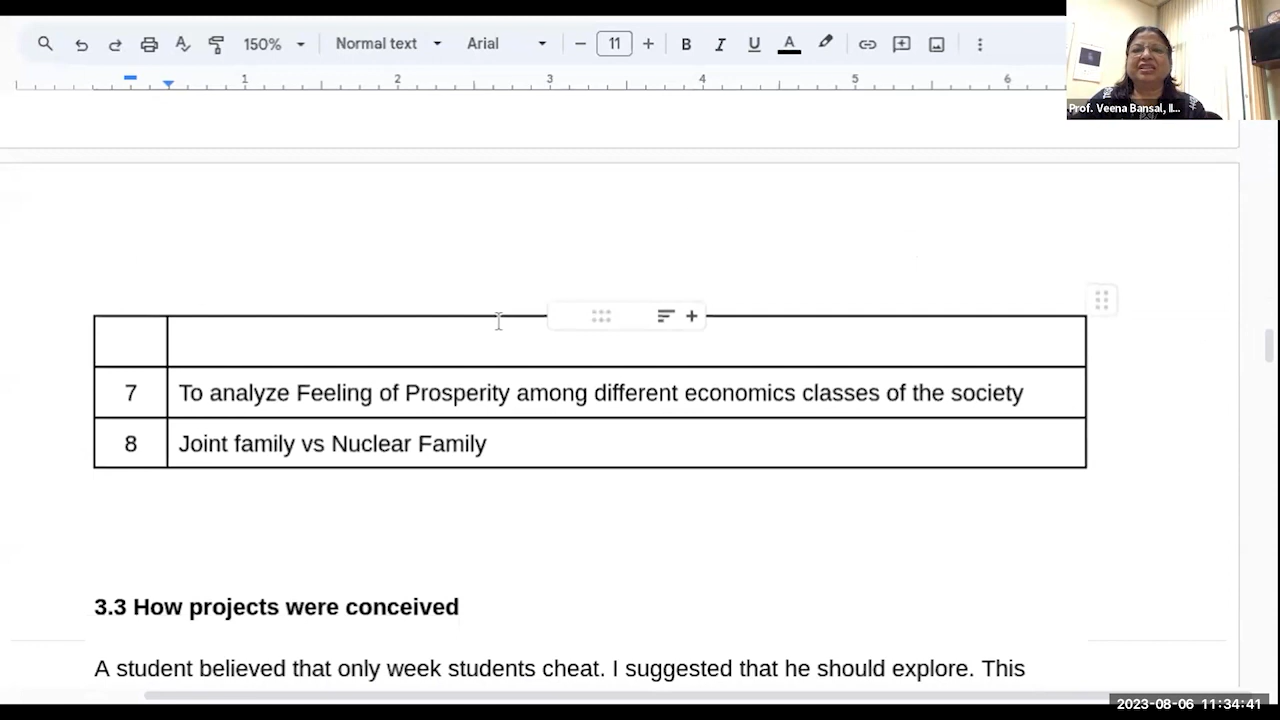 150% Normal text Arial 11 B I U A
1 2 3 4 5 6
Prof. Veena Bansal, II...
7 To analyze Feeling of Prosperity among different economics classes of the society
8 Joint family vs Nuclear Family
3.3 How projects were conceived
A student believed that only week students cheat. I suggested that he should explore. This
2023-08-06 11:34:41